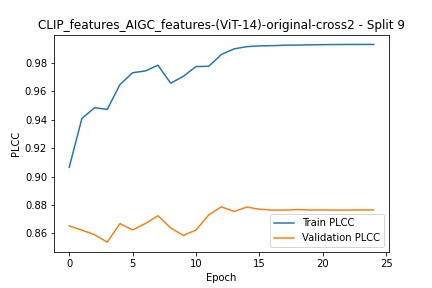 CLIP_features_AIGC_features-(ViT-14)-original-cross2 - Split 9
PLCC
0.98
0.96
0.94
0.92
0.90
0.88
0.86
Train PLCC
Validation PLCC
0
5
10
15
20
25
Epoch